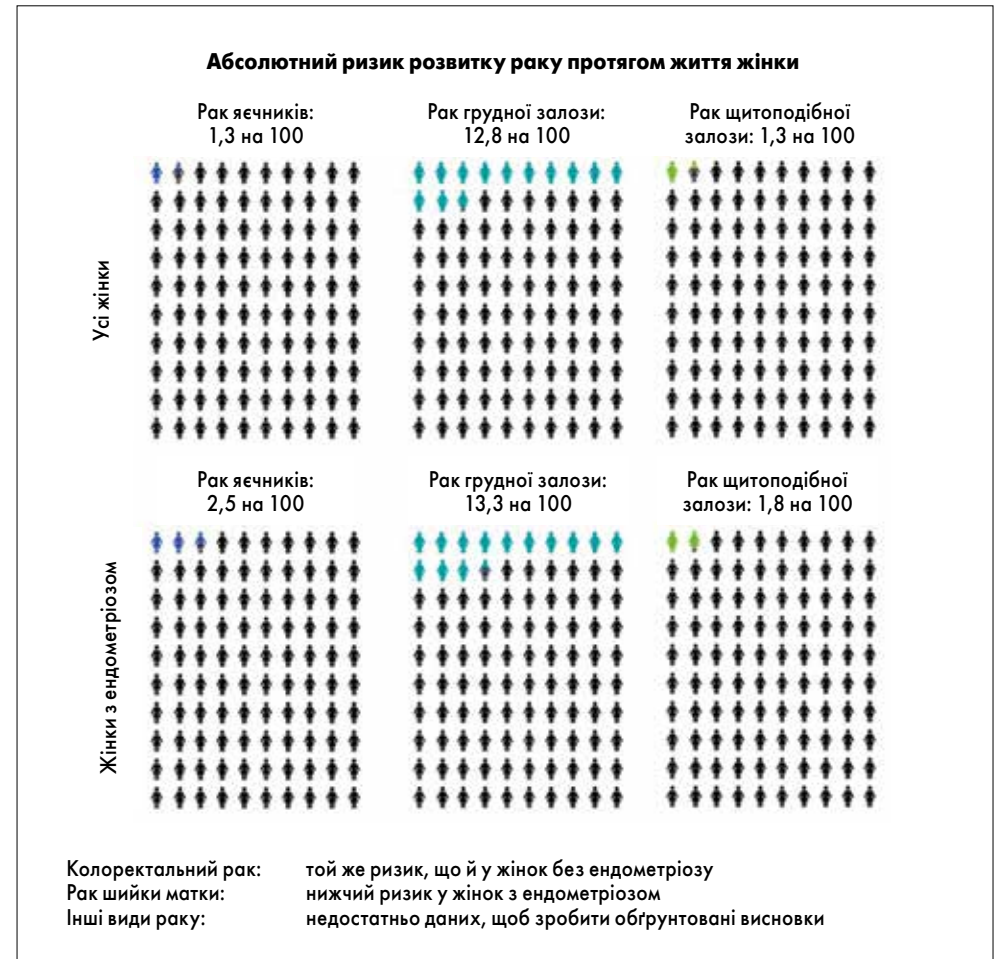 Абсолютний ризик розвитку раку протягом життя жінки
Рак яєчників:
1,3 на 100
Рак грудної залози:
12,8 на 100
Рак щитоподібної
залози: 1,3 на 100
Усі жінки
Рак яєчників:
2,5 на 100
Рак грудної залози:
13,3 на 100
Рак щитоподібної
залози: 1,8 на 100
Жінки з ендометріозом
Колоректальний рак: той же ризик, що й у жінок без ендометріозу
Рак шийки матки: нижчий ризик у жінок з ендометріозом
Інші види раку: недостатньо даних, щоб зробити обґрунтовані висновки